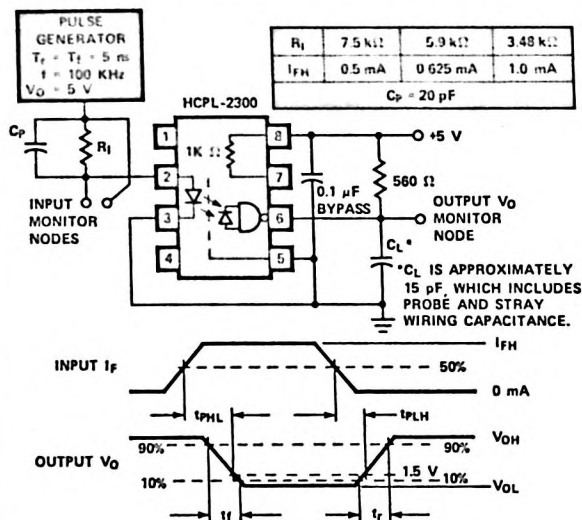 PULSE
GENERATOR
Tr = Tf = 5 ns
f = 100 KHz
VO = 5 V
RI 7.5 kΩ 5.9 kΩ 3.48 kΩ
IFH 0.5 mA 0.625 mA 1.0 mA
CP = 20 pF
HCPL-2300
CP
RI
1
2
3
4
1K Ω
8
7
6
5
+5 V
0.1 µF
BYPASS
560 Ω
INPUT
MONITOR
NODES
OUTPUT VO
MONITOR
NODE
CL*
*CL IS APPROXIMATELY
15 pF, WHICH INCLUDES
PROBE AND STRAY
WIRING CAPACITANCE.
INPUT IF
IFH
50%
0 mA
tPHL
tPLH
OUTPUT VO
90%
10%
90%
1.5 V
10%
VOH
VOL
tf
tr